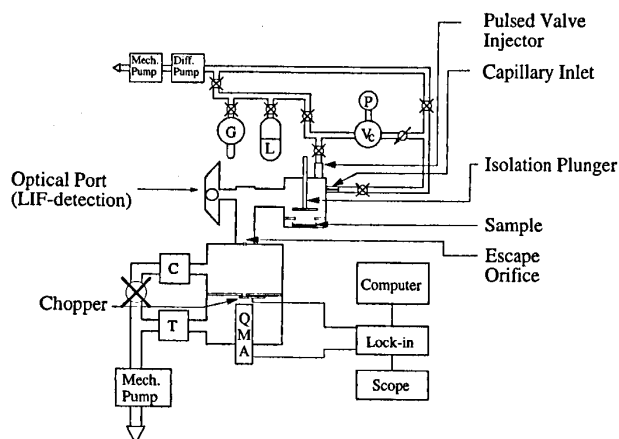 Pulsed Valve
Injector
Capillary Inlet
Mech.
Pump
Diff.
Pump
P
G
L
Vc
Isolation Plunger
Optical Port
(LIF-detection)
Sample
Escape
Orifice
C
Computer
Chopper
T
Q
M
A
Lock-in
Mech.
Pump
Scope